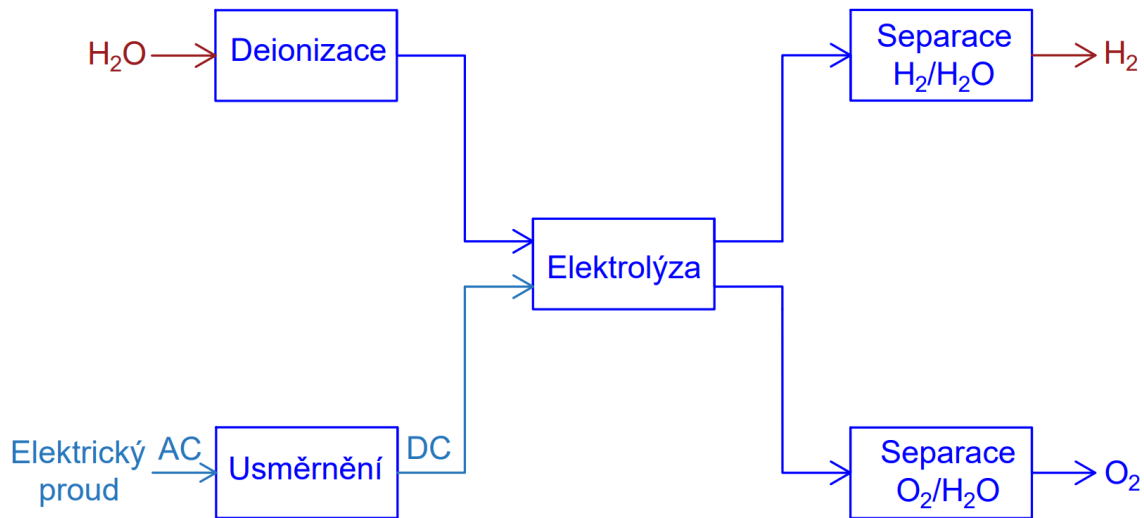 H₂O
Deionizace
Separace
H₂/H₂O
H₂
Elektrolýza
Elektrický
proud
AC
Usměrnění
DC
Separace
O₂/H₂O
O₂